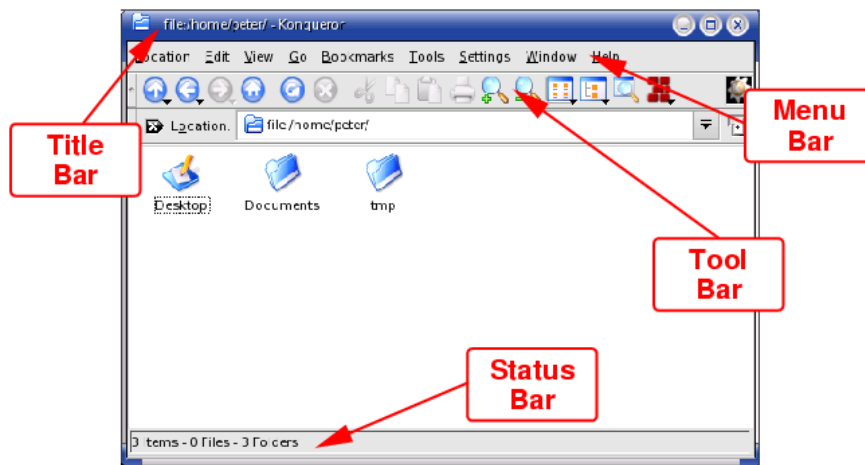 file:/home/peter/ - Konqueror
Location Edit View Go Bookmarks Tools Settings Window Help
Location:
file:/home/peter/
Title
Bar
Menu
Bar
Desktop
Documents
tmp
Tool
Bar
Status
Bar
3 Items - 0 Files - 3 Folders